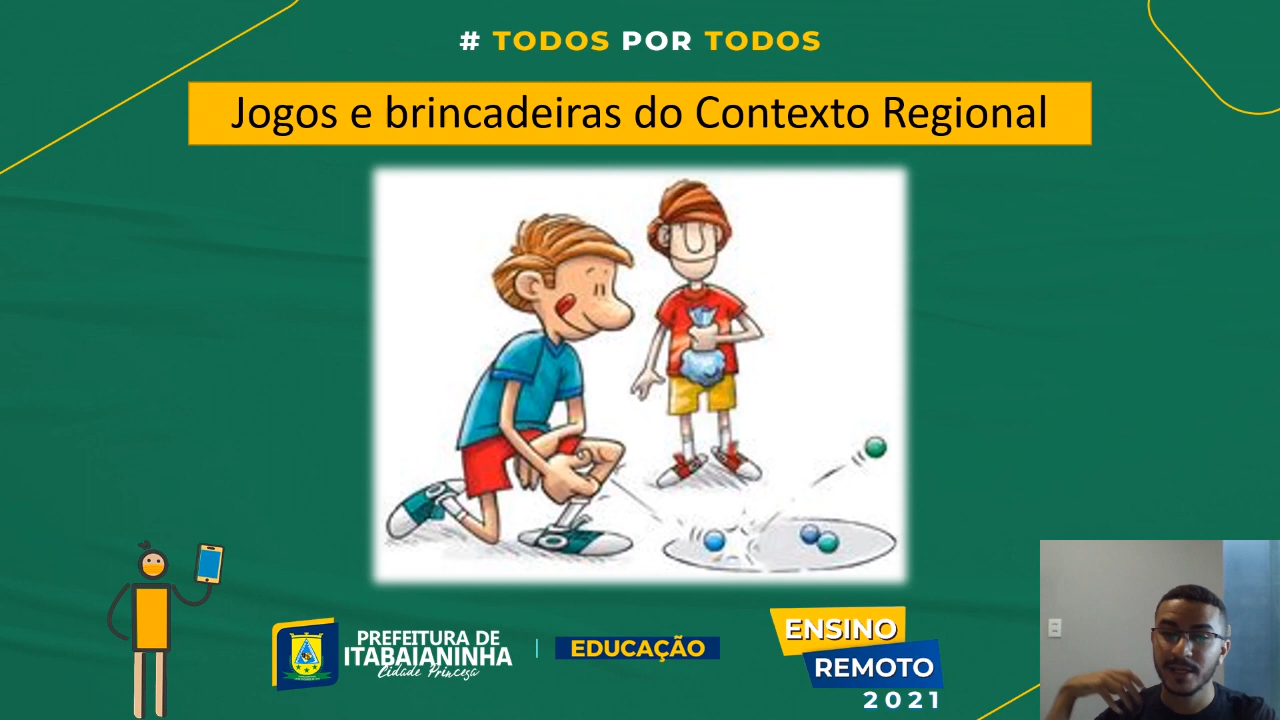 # TODOS POR TODOS
Jogos e brincadeiras do Contexto Regional
PREFEITURA DE
ITABAIANINHA
Cidade Princesa
EDUCAÇÃO
ENSINO
REMOTO
2021